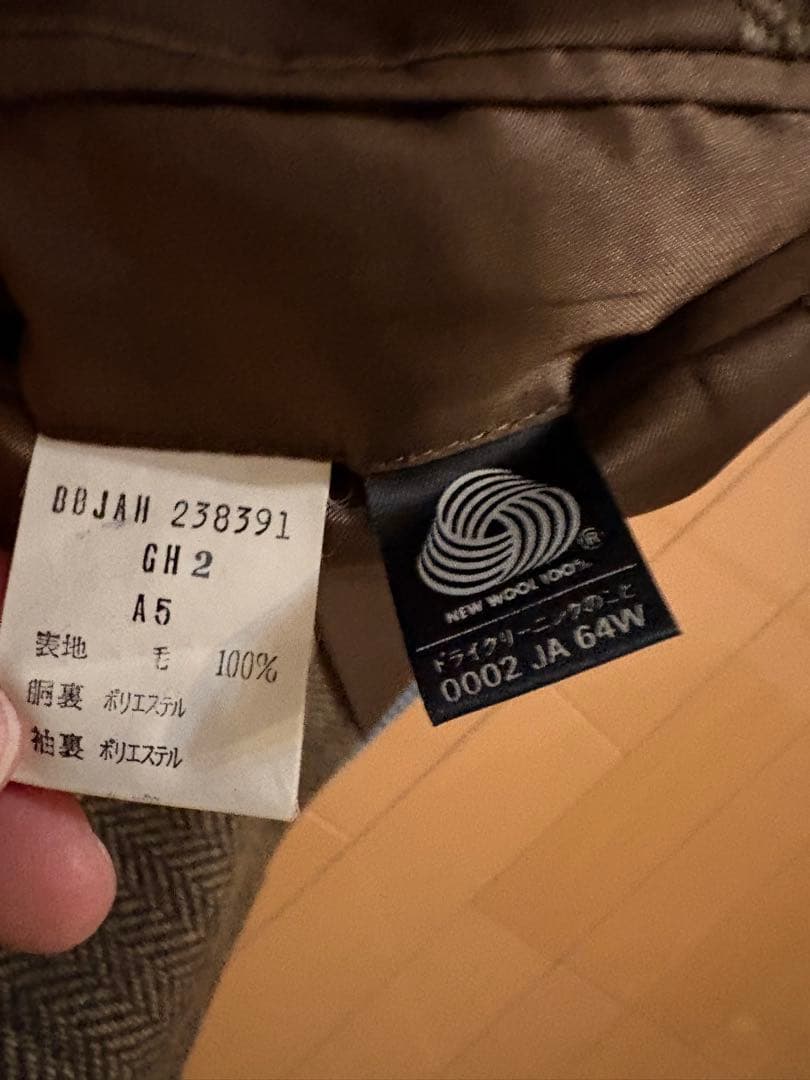 BBJAH 238391
GH2
A5
表地 毛 100%
胴裏 ポリエステル
袖裏 ポリエステル
®
NEW WOOL 100%
ドライクリーニングのこと
0002 JA 64W